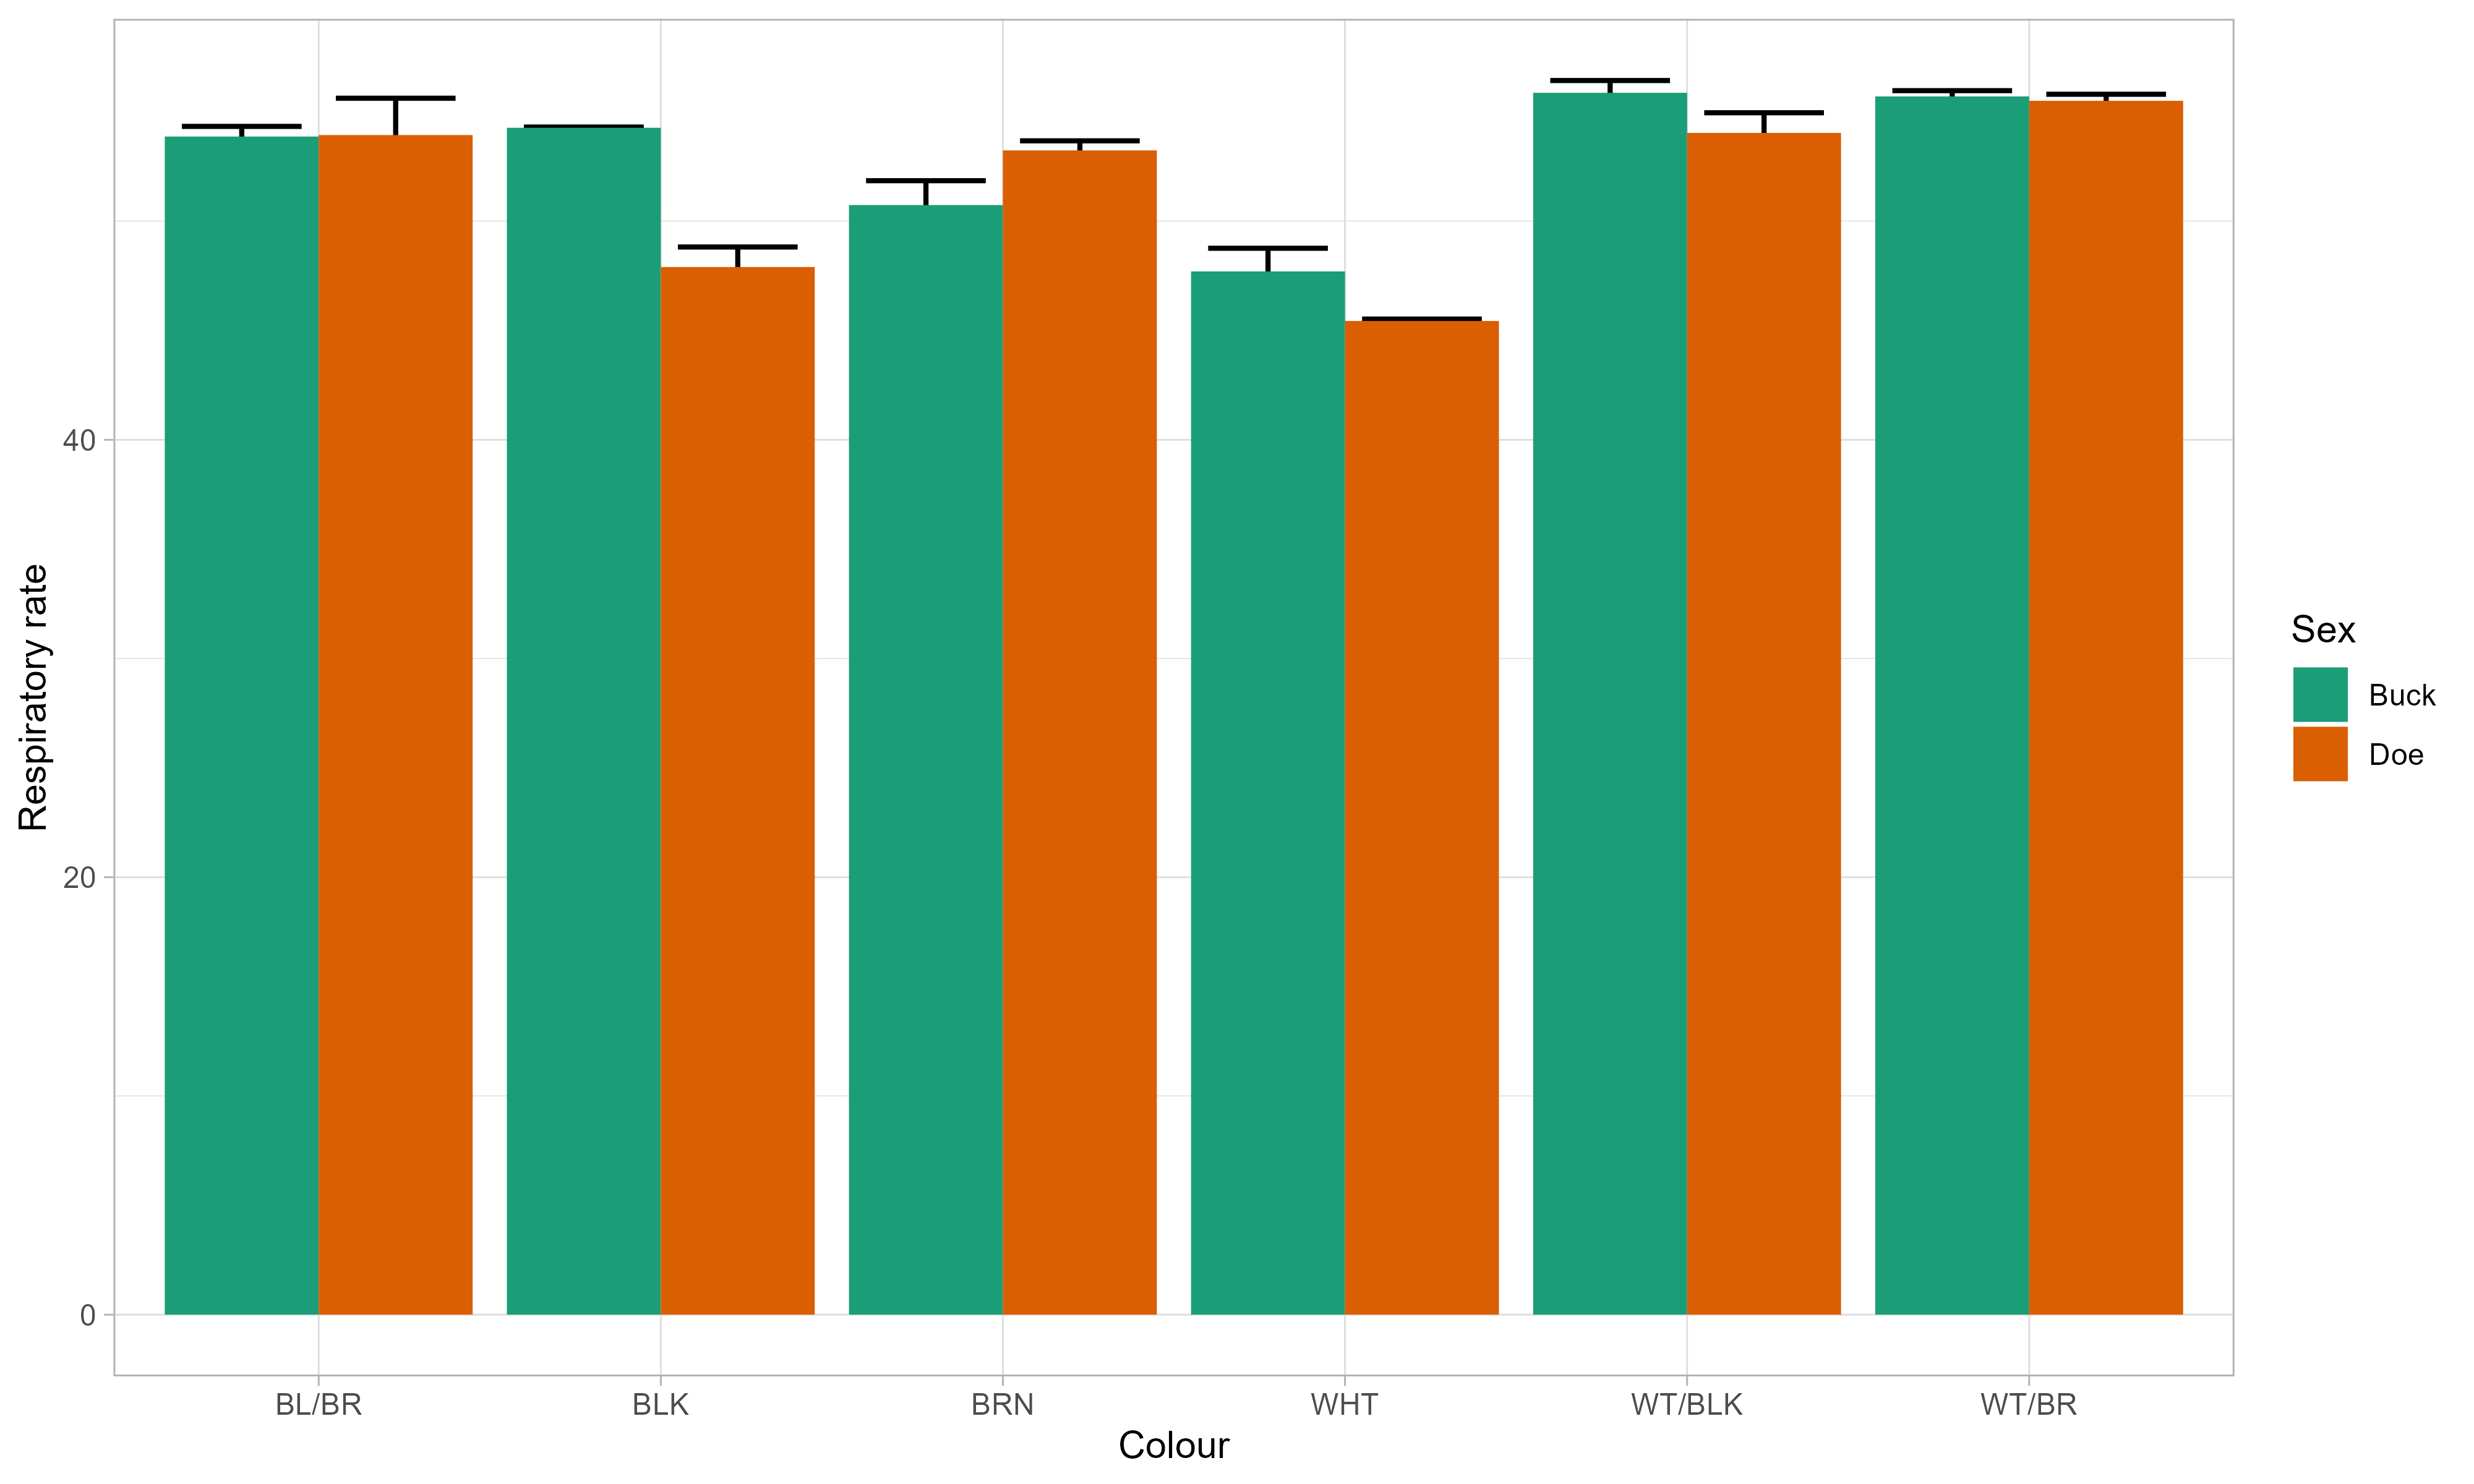 Respiratory rate
40
20
0
BL/BR
BLK
BRN
WHT
WT/BLK
WT/BR
Colour
Sex
Buck
Doe